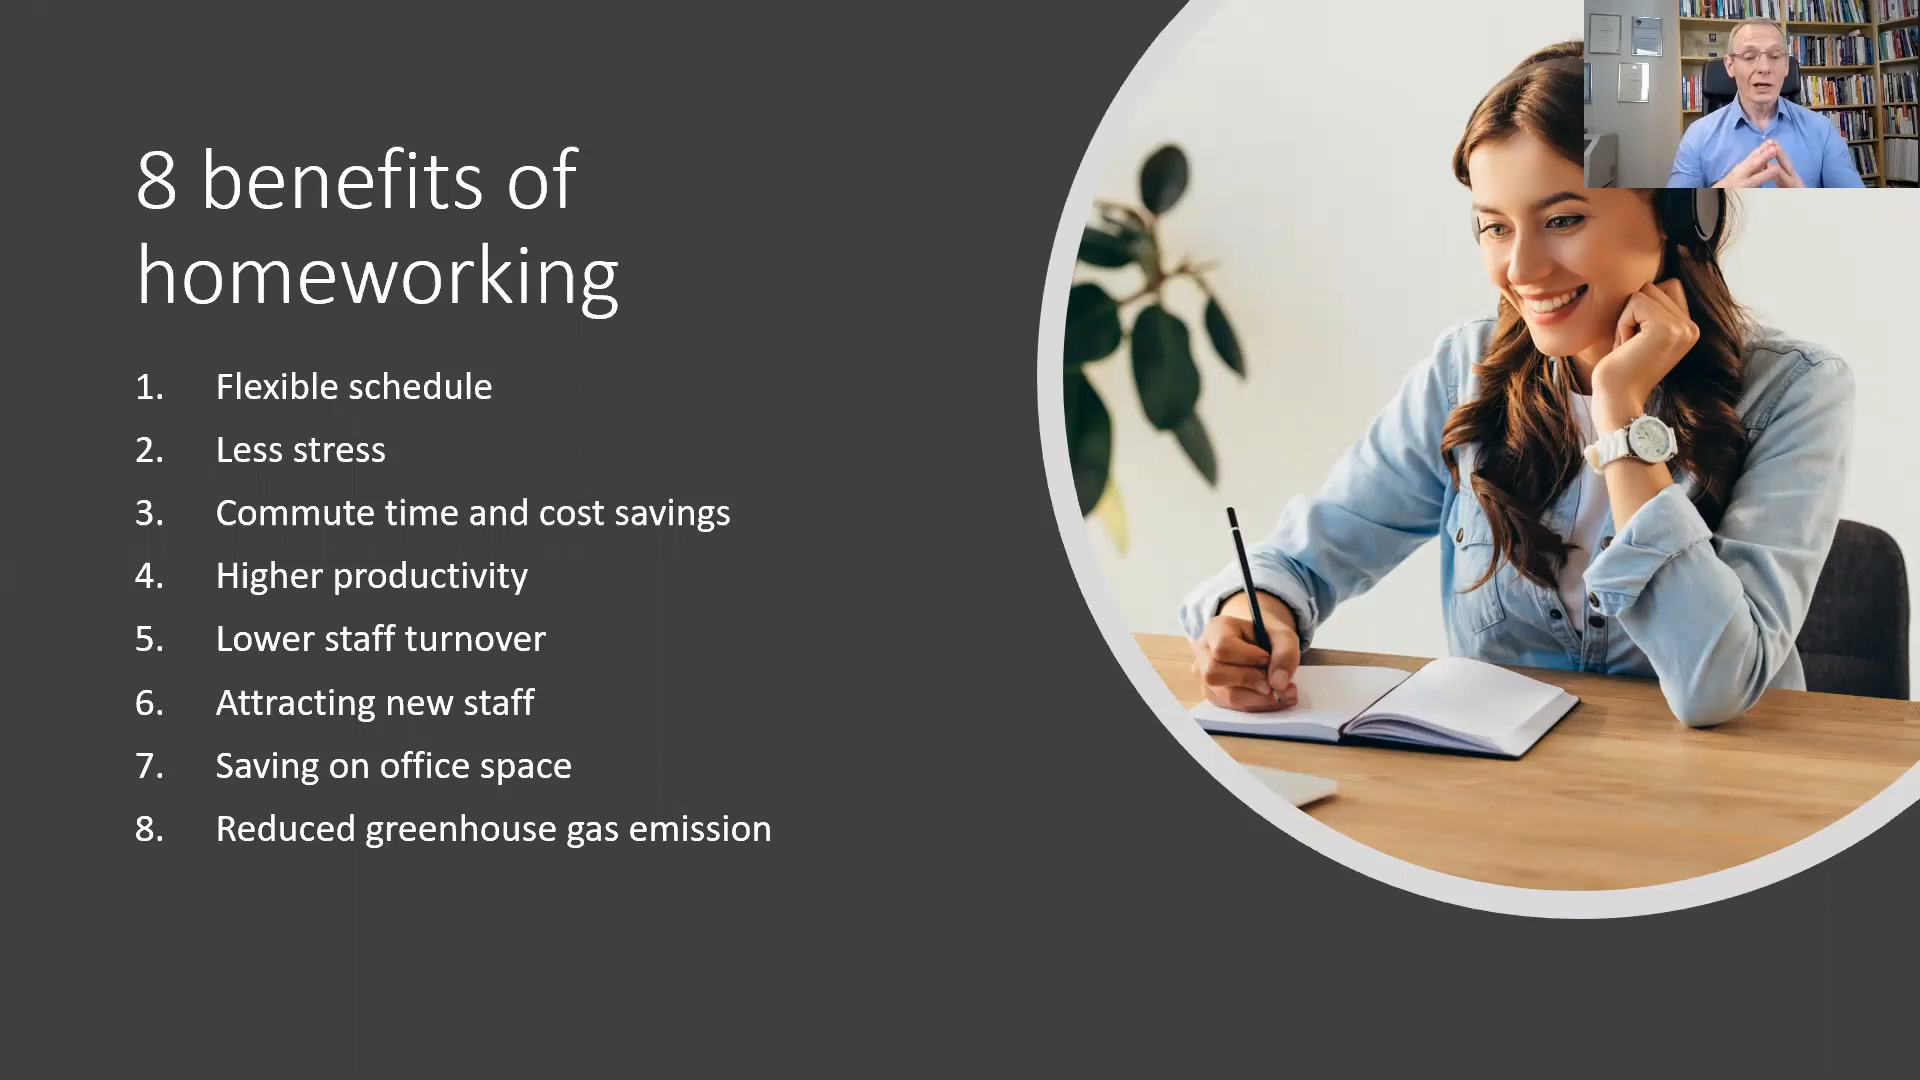 8 benefits of
homeworking
1. Flexible schedule
2. Less stress
3. Commute time and cost savings
4. Higher productivity
5. Lower staff turnover
6. Attracting new staff
7. Saving on office space
8. Reduced greenhouse gas emission